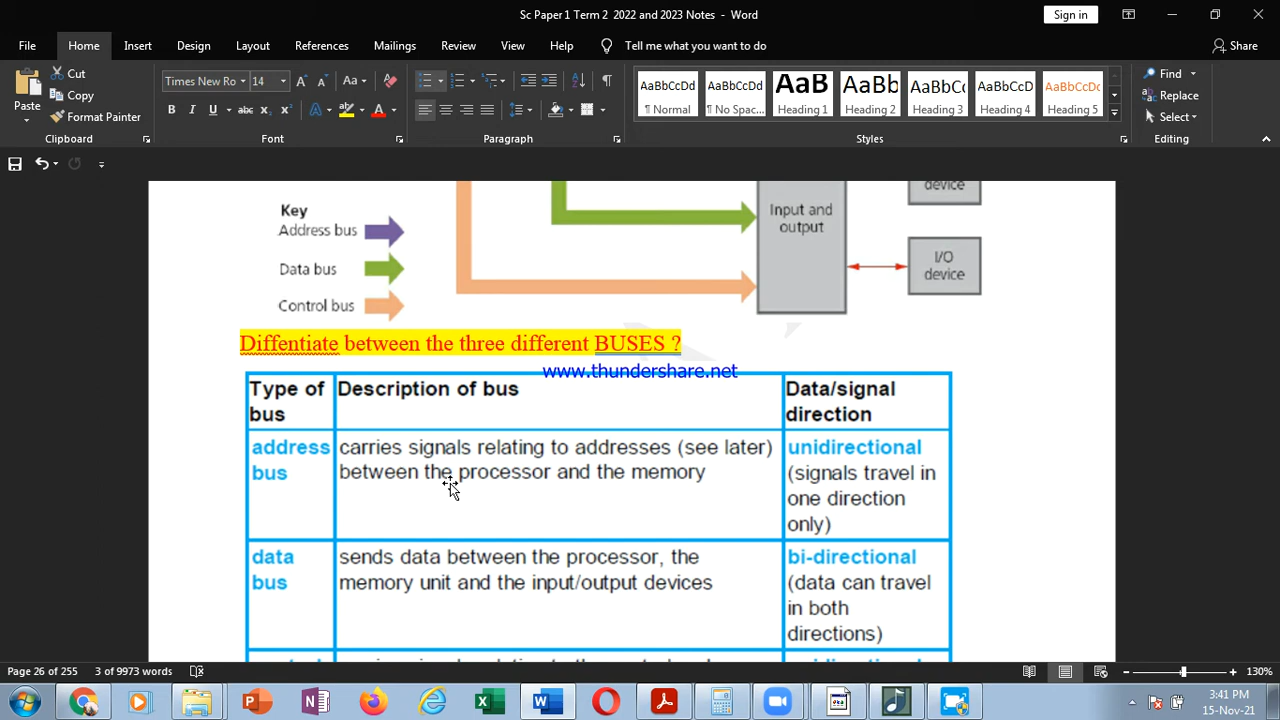 Sc Paper 1 Term 2 2022 and 2023 Notes - Word
Sign in
File Home Insert Design Layout References Mailings Review View Help Tell me what you want to do Share
Cut
Copy
Format Painter
Paste
Clipboard
Times New Ro 14
Font
Paragraph
AaBbCcDd AaBbCcDd AaB AaBbC AaBbCc AaBbCcD AaBbCcDd
¶ Normal ¶ No Spac... Heading 1 Heading 2 Heading 3 Heading 4 Heading 5
Styles
Find
Replace
Select
Editing
device
Key
Address bus
Data bus
Control bus
Input and
output
I/O
device
Diffentiate between the three different BUSES ?
www.thundershare.net
Type of
bus
Description of bus
Data/signal
direction
address
bus
carries signals relating to addresses (see later)
between the processor and the memory
unidirectional
(signals travel in
one direction
only)
data
bus
sends data between the processor, the
memory unit and the input/output devices
bi-directional
(data can travel
in both
directions)
Page 26 of 255 3 of 9973 words
130%
3:41 PM
15-Nov-21